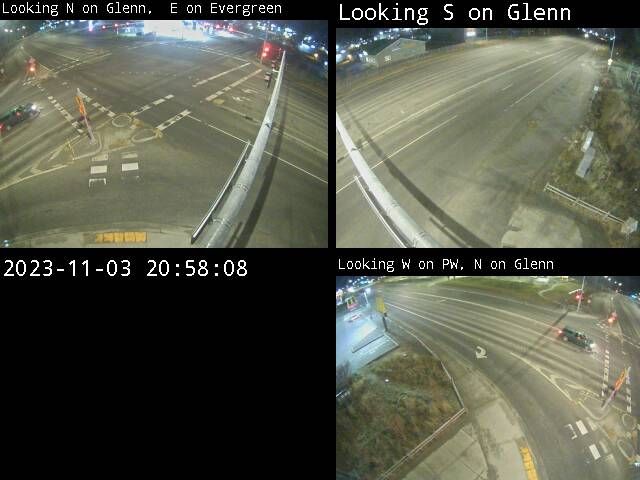 Looking N on Glenn,  E on Evergreen
Looking S on Glenn
2023-11-03 20:58:08
Looking W on PW, N on Glenn